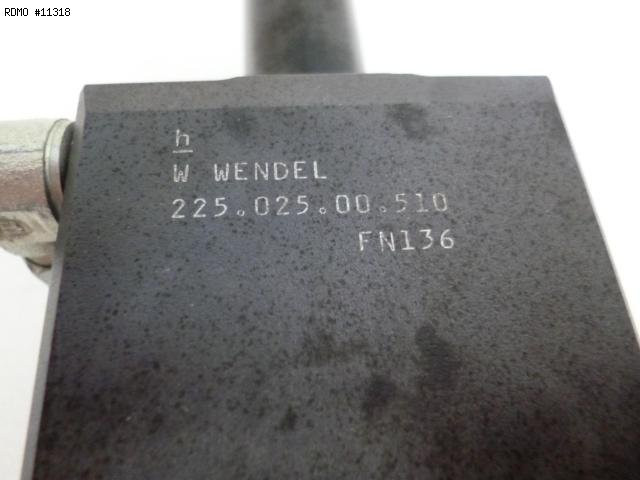 RDMO #11318
h
W WENDEL
225.025.00.510
FN136